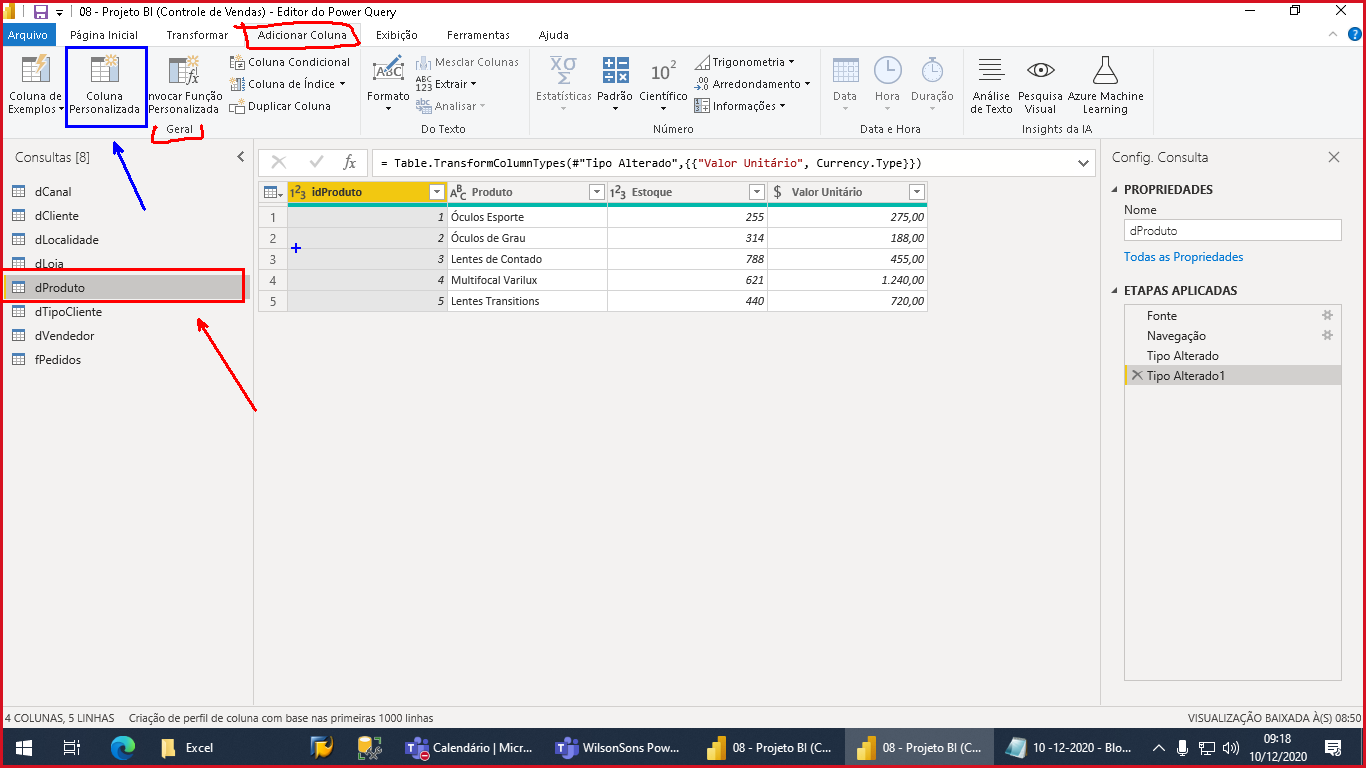 08 - Projeto BI (Controle de Vendas) - Editor do Power Query
Arquivo Página Inicial Transformar Adicionar Coluna Exibição Ferramentas Ajuda
Coluna de Exemplos
Coluna Personalizada
nvocar Função Personalizada
Coluna Condicional
Coluna de Índice
Duplicar Coluna
Geral
Formato
Mesclar Colunas
Extrair
Analisar
Do Texto
Estatísticas
Padrão
Científico
Trigonometria
Arredondamento
Informações
Número
Data
Hora
Duração
Data e Hora
Análise de Texto
Pesquisa Visual
Azure Machine Learning
Insights da IA
Consultas [8]
dCanal
dCliente
dLocalidade
dLoja
dProduto
dTipoCliente
dVendedor
fPedidos
= Table.TransformColumnTypes(#"Tipo Alterado",{{"Valor Unitário", Currency.Type}})
idProduto Produto Estoque Valor Unitário
1 1 Óculos Esporte 255 275,00
2 2 Óculos de Grau 314 188,00
3 3 Lentes de Contado 788 455,00
4 4 Multifocal Varilux 621 1.240,00
5 5 Lentes Transitions 440 720,00
Config. Consulta
PROPRIEDADES
Nome
dProduto
Todas as Propriedades
ETAPAS APLICADAS
Fonte
Navegação
Tipo Alterado
Tipo Alterado1
4 COLUNAS, 5 LINHAS Criação de perfil de coluna com base nas primeiras 1000 linhas VISUALIZAÇÃO BAIXADA À(S) 08:50
Excel Calendário | Micr... WilsonSons Pow... 08 - Projeto BI (C... 08 - Projeto BI (C... 10 -12-2020 - Blo... 09:18
10/12/2020